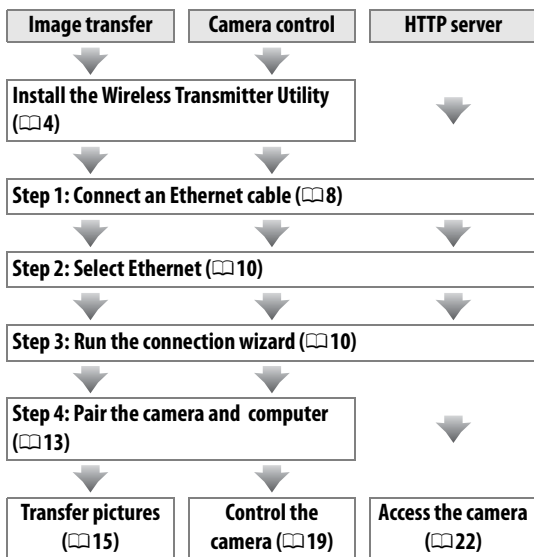 Image transfer
Camera control
HTTP server
Install the Wireless Transmitter Utility
(📖4)
Step 1: Connect an Ethernet cable (📖8)
Step 2: Select Ethernet (📖10)
Step 3: Run the connection wizard (📖10)
Step 4: Pair the camera and computer
(📖13)
Transfer pictures
(📖15)
Control the
camera (📖19)
Access the camera
(📖22)